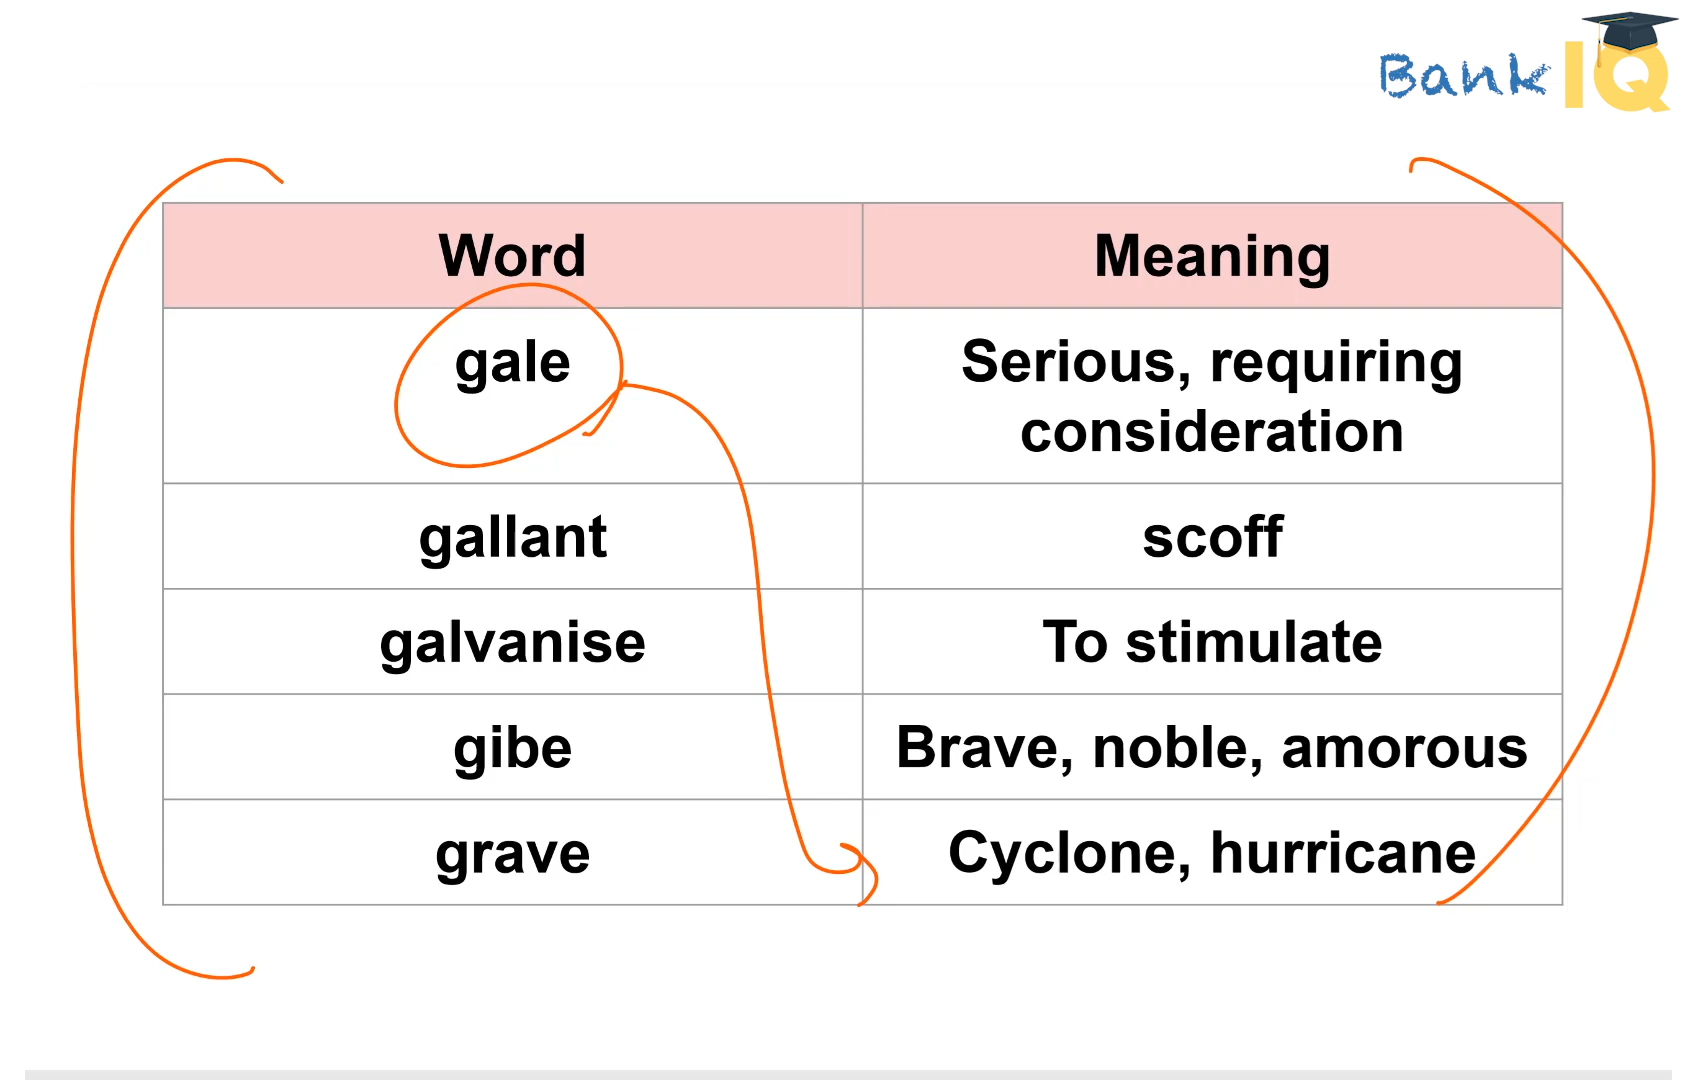 Bank IQ
Word Meaning
gale Serious, requiring
consideration
gallant scoff
galvanise To stimulate
gibe Brave, noble, amorous
grave Cyclone, hurricane